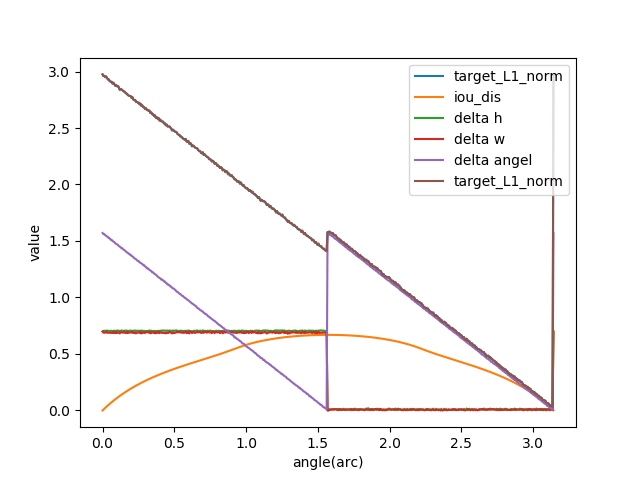 target_L1_norm
iou_dis
delta h
delta w
delta angel
target_L1_norm
3.0
2.5
2.0
1.5
1.0
0.5
0.0
value
0.0 0.5 1.0 1.5 2.0 2.5 3.0
angle(arc)